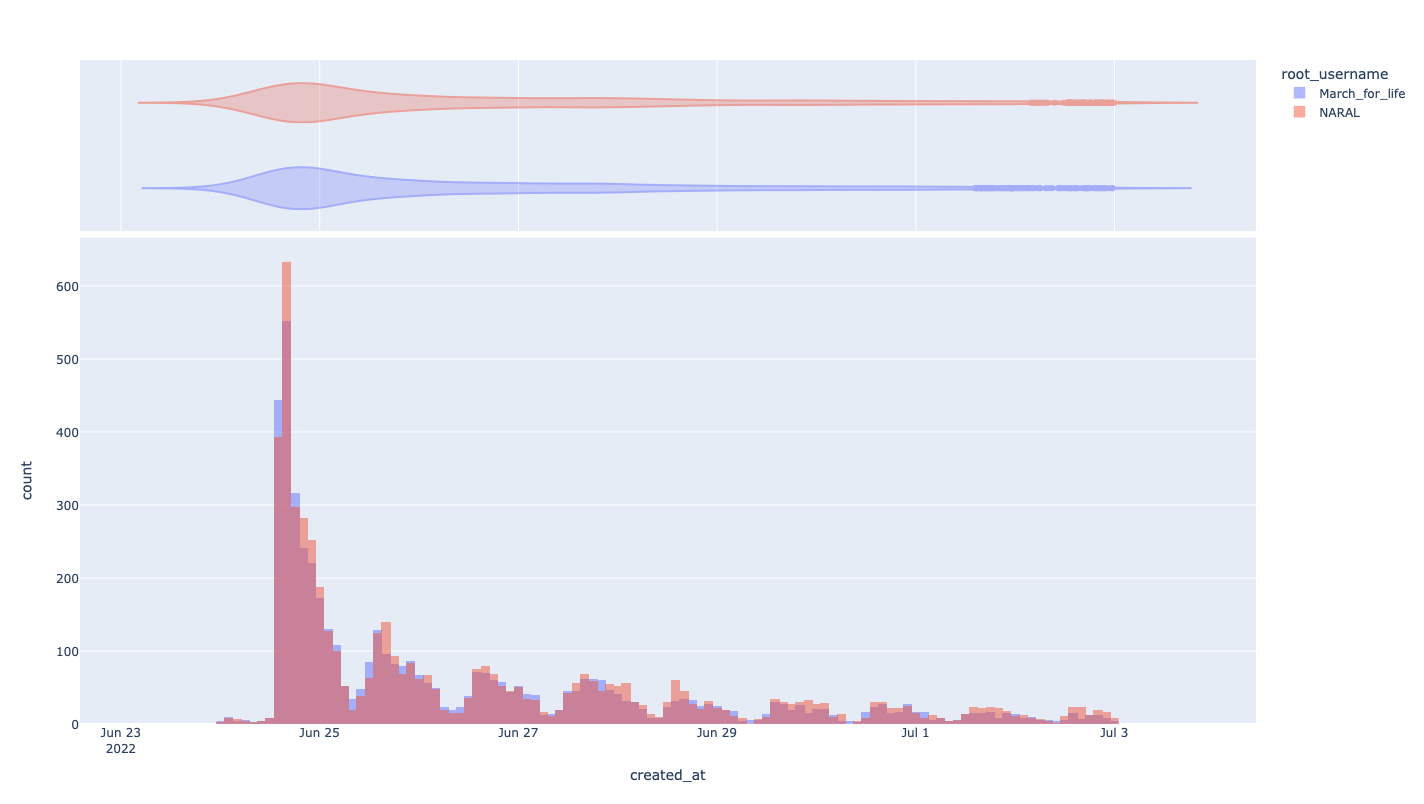 root_username
March_for_life
NARAL
600
500
400
300
200
100
0
count
Jun 23
2022
Jun 25
Jun 27
Jun 29
Jul 1
Jul 3
created_at